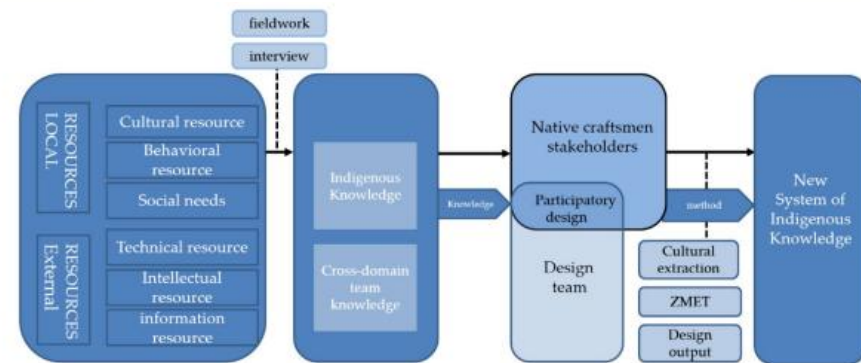 fieldwork
interview
RESOURCES
LOCAL
Cultural resource
Behavioral
resource
Social needs
RESOURCES
External
Technical resource
Intellectual
resource
information
resource
Indigenous
Knowledge
Cross-domain
team
knowledge
Knowledge
Native craftsmen
stakeholders
Participatory
design
Design
team
method
Cultural
extraction
ZMET
Design
output
New
System of
Indigenous
Knowledge